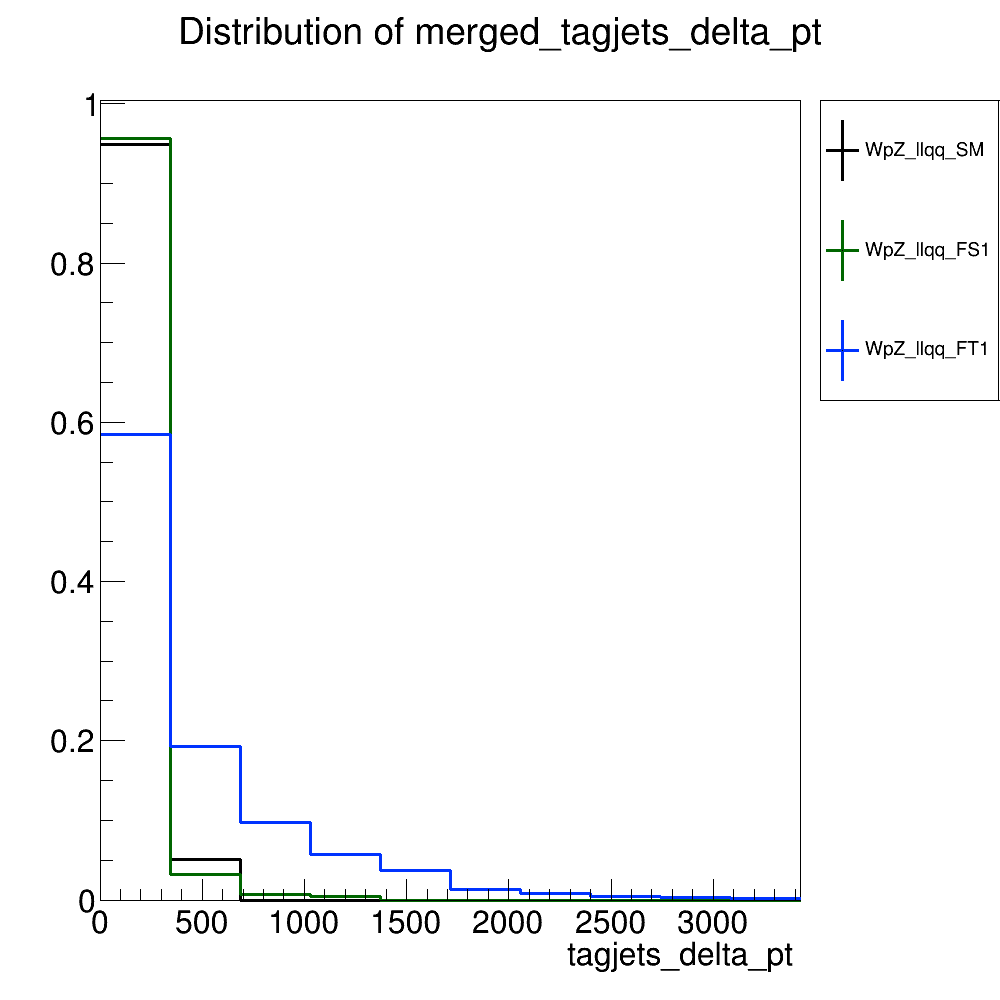 Distribution of merged_tagjets_delta_pt
1
0.8
0.6
0.4
0.2
0
0 500 1000 1500 2000 2500 3000
tagjets_delta_pt
WpZ_llqq_SM
WpZ_llqq_FS1
WpZ_llqq_FT1